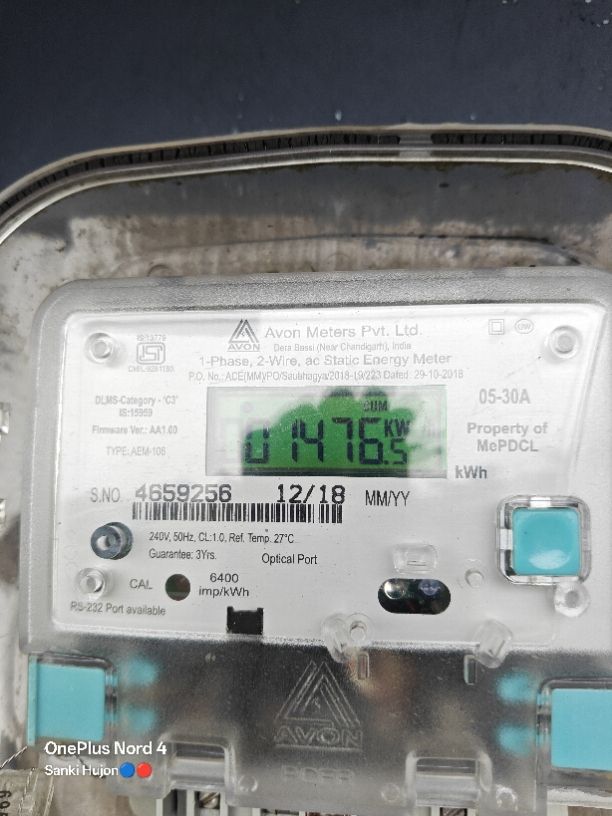 IS:13779
AVON
Avon Meters Pvt. Ltd.
Dera Bassi (Near Chandigarh), India
1-Phase, 2-Wire, ac Static Energy Meter
P.O. No.: ACE(MM)/PO/Saubhagya/2018-19/223 Dated: 29-10-2018
DLMS-Category - 'C3'
IS:15959
Firmware Ver.: AA1.00
TYPE: AEM-106
CUM
01476.5
KW
kWh
05-30A
Property of
MePDCL
S.NO. 4659256 12/18 MM/YY
240V, 50Hz, CL:1.0, Ref. Temp. 27°C
Guarantee: 3Yrs.
Optical Port
CAL
6400
imp/kWh
RS-232 Port available
AVON
OnePlus Nord 4
Sanki Hujon🔵🔴